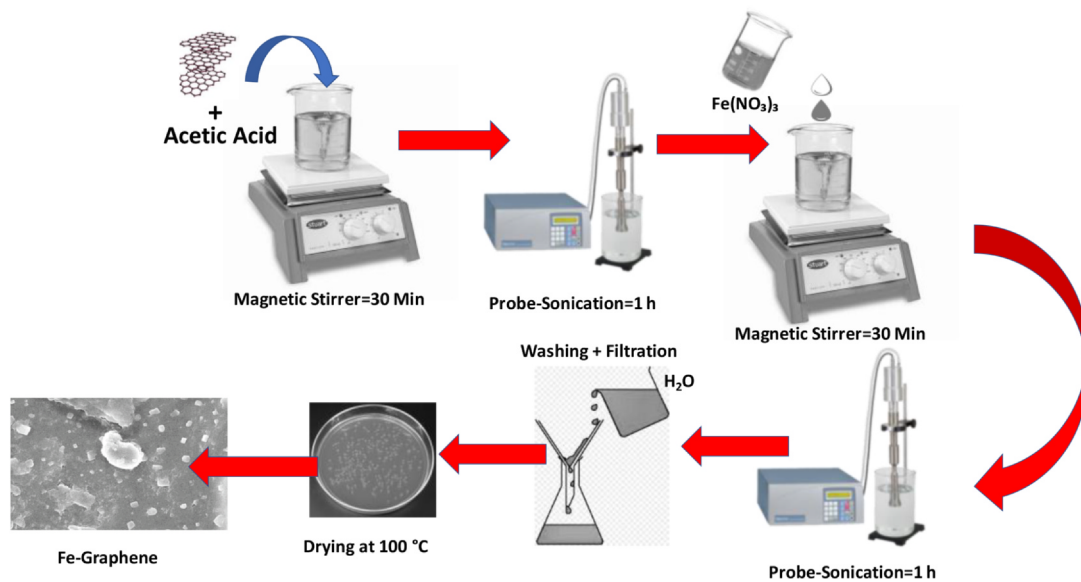 +
Acetic Acid
Magnetic Stirrer=30 Min
Probe-Sonication=1 h
Fe(NO₃)₃
Magnetic Stirrer=30 Min
Probe-Sonication=1 h
Washing + Filtration
H₂O
Drying at 100 °C
Fe-Graphene